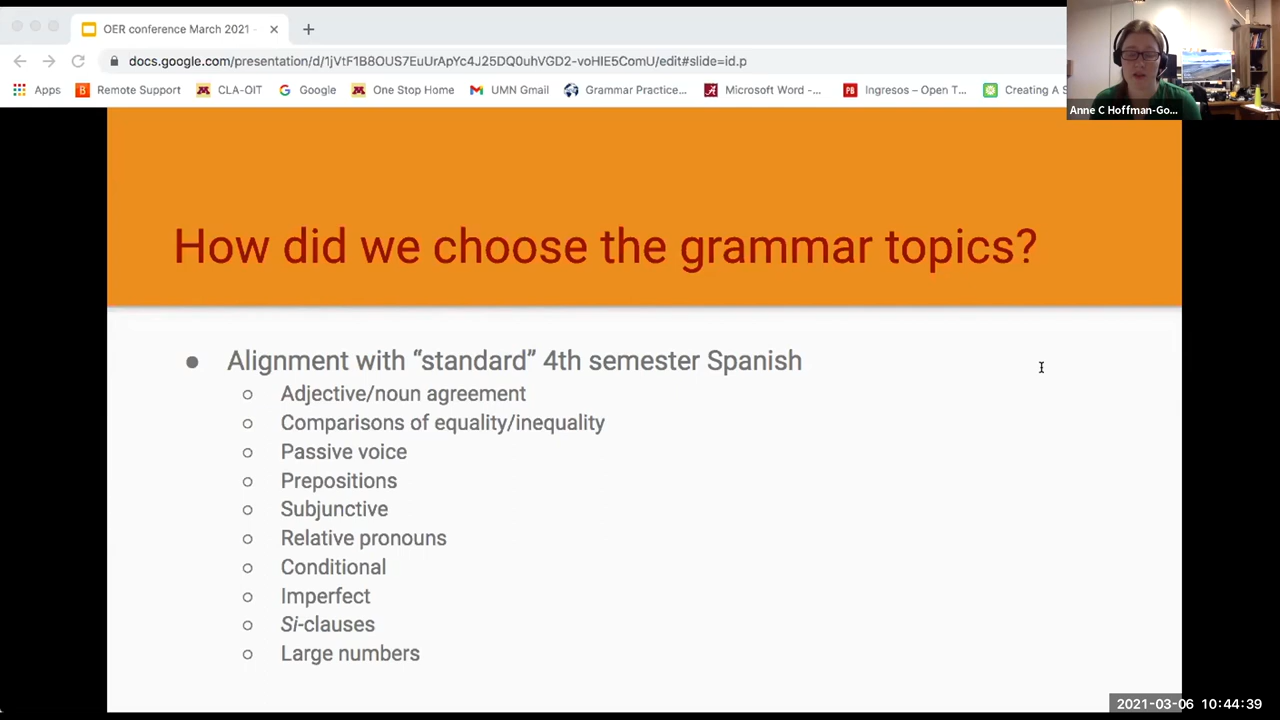 OER conference March 2021 -
docs.google.com/presentation/d/1jVtF1B8OUS7EuUrApYc4J25DQ0uhVGD2-voHIE5ComU/edit#slide=id.p
Apps Remote Support CLA-OIT Google One Stop Home UMN Gmail Grammar Practice... Microsoft Word -... Ingresos – Open T... Creating A S
Anne C Hoffman-Go...
How did we choose the grammar topics?
Alignment with “standard” 4th semester Spanish
Adjective/noun agreement
Comparisons of equality/inequality
Passive voice
Prepositions
Subjunctive
Relative pronouns
Conditional
Imperfect
Si-clauses
Large numbers
2021-03-06 10:44:39